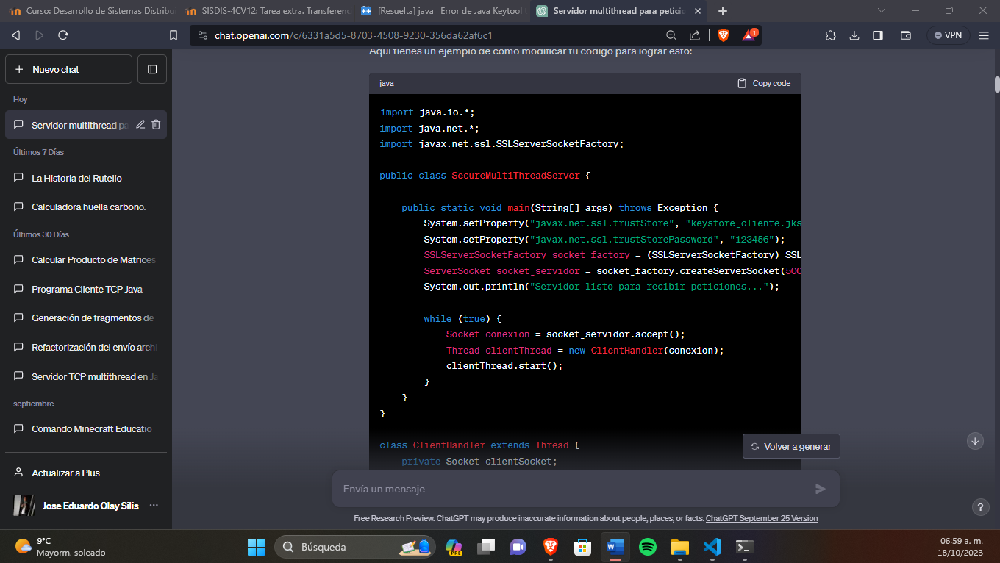 Curso: Desarrollo de Sistemas Distribu
SISDIS-4CV12: Tarea extra. Transferenc
[Resuelta] java | Error de Java Keytool
Servidor multithread para peticio
chat.openai.com/c/6331a5d5-8703-4508-9230-356da62af6c1
1
VPN
Nuevo chat
Hoy
Servidor multithread pa
Últimos 7 Días
La Historia del Rutelio
Calculadora huella carbono.
Últimos 30 Días
Calcular Producto de Matrices
Programa Cliente TCP Java
Generación de fragmentos de
Refactorización del envío archi
Servidor TCP multithread en Ja
septiembre
Comando Minecraft Educatio
Actualizar a Plus
Jose Eduardo Olay Silis
Aquí tienes un ejemplo de cómo modificar tu código para lograr esto:
java
Copy code
import java.io.*;
import java.net.*;
import javax.net.ssl.SSLServerSocketFactory;
public class SecureMultiThreadServer {
public static void main(String[] args) throws Exception {
System.setProperty("javax.net.ssl.trustStore", "keystore_cliente.jks
System.setProperty("javax.net.ssl.trustStorePassword", "123456");
SSLServerSocketFactory socket_factory = (SSLServerSocketFactory) SSL
ServerSocket socket_servidor = socket_factory.createServerSocket(500
System.out.println("Servidor listo para recibir peticiones...");
while (true) {
Socket conexion = socket_servidor.accept();
Thread clientThread = new ClientHandler(conexion);
clientThread.start();
}
}
}
class ClientHandler extends Thread {
private Socket clientSocket;
Volver a generar
Envía un mensaje
Free Research Preview. ChatGPT may produce inaccurate information about people, places, or facts. ChatGPT September 25 Version
?
9°C
Mayorm. soleado
Búsqueda
PRE
06:59 a. m.
18/10/2023